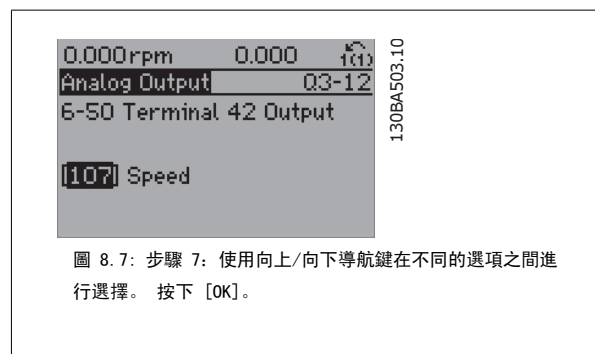 0.000rpm 0.000 1(1)
Analog Output Q3-12
6-50 Terminal 42 Output
[107] Speed
130BA503.10
圖 8.7: 步驟 7: 使用向上/向下導航鍵在不同的選項之間進
行選擇。 按下 [OK]。